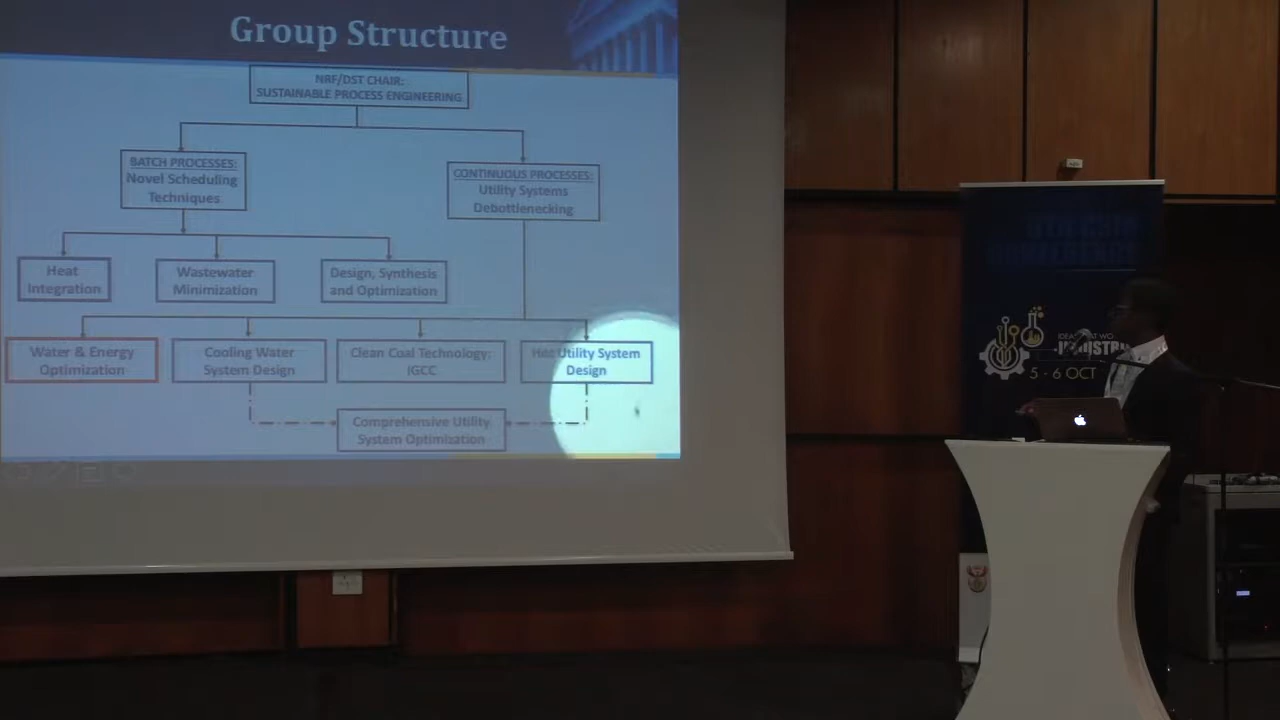 Group Structure
NRF/DST CHAIR:
SUSTAINABLE PROCESS ENGINEERING
BATCH PROCESSES:
Novel Scheduling
Techniques
CONTINUOUS PROCESSES:
Utility Systems
Debottlenecking
Heat
Integration
Wastewater
Minimization
Design, Synthesis
and Optimization
Water & Energy
Optimization
Cooling Water
System Design
Clean Coal Technology:
IGCC
Hot Utility System
Design
Comprehensive Utility
System Optimization
INDUSTRY
5 - 6 OCT